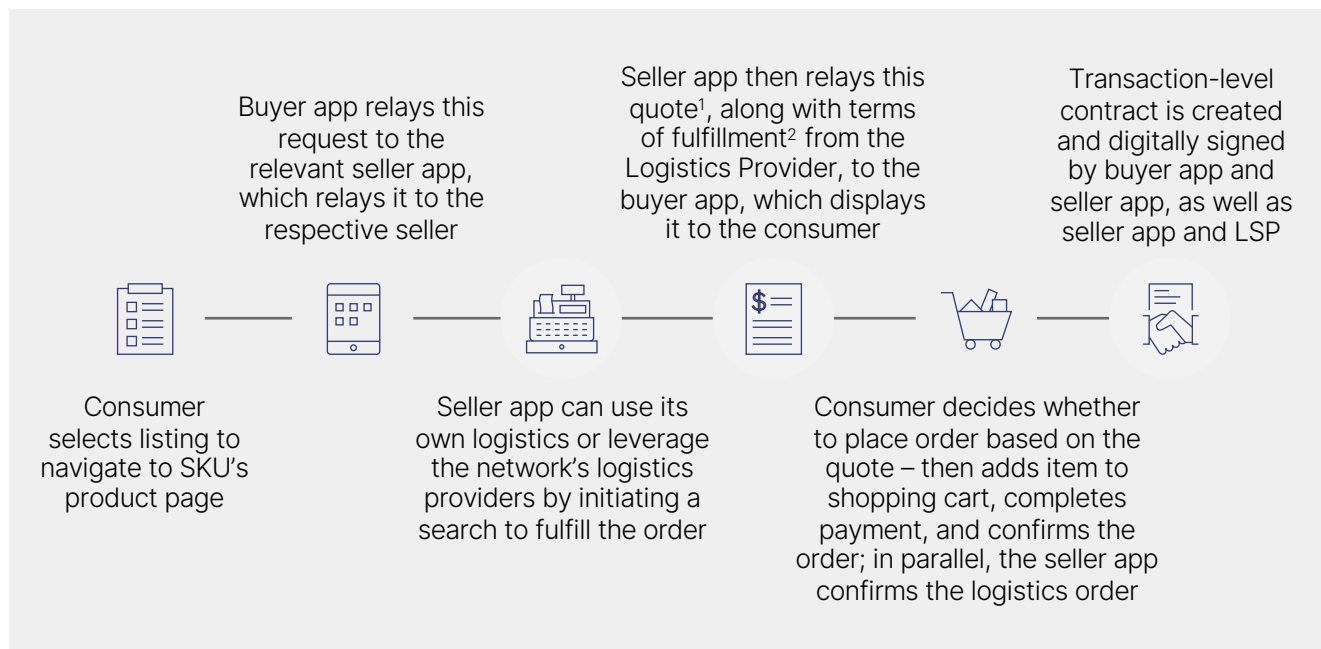 Consumer
selects listing to
navigate to SKU's
product page
Buyer app relays this
request to the
relevant seller app,
which relays it to the
respective seller
Seller app can use its
own logistics or leverage
the network's logistics
providers by initiating a
search to fulfill the order
Seller app then relays this
quote¹, along with terms
of fulfillment² from the
Logistics Provider, to the
buyer app, which displays
it to the consumer
$
Consumer decides whether
to place order based on the
quote – then adds item to
shopping cart, completes
payment, and confirms the
order; in parallel, the seller app
confirms the logistics order
Transaction-level
contract is created
and digitally signed
by buyer app and
seller app, as well as
seller app and LSP